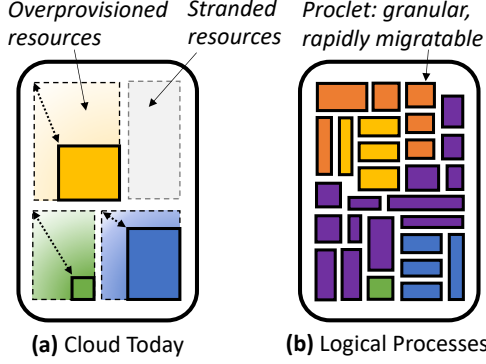 Overprovisioned
resources
Stranded
resources
Proclet: granular,
rapidly migratable
(a) Cloud Today
(b) Logical Processes